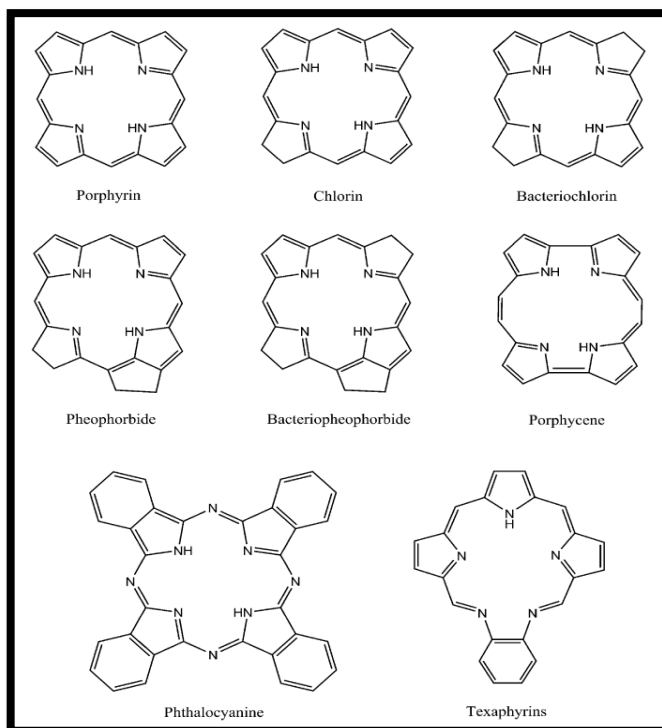 NH N NH N NH N
N HN N HN N HN
Porphyrin Chlorin Bacteriochlorin
NH N NH N NH N
N HN N HN N HN
Pheophorbide Bacteriopheophorbide Porphycene
N
N
H
NH N N N
N N
N HN N N
N
Phthalocyanine Texaphyrins